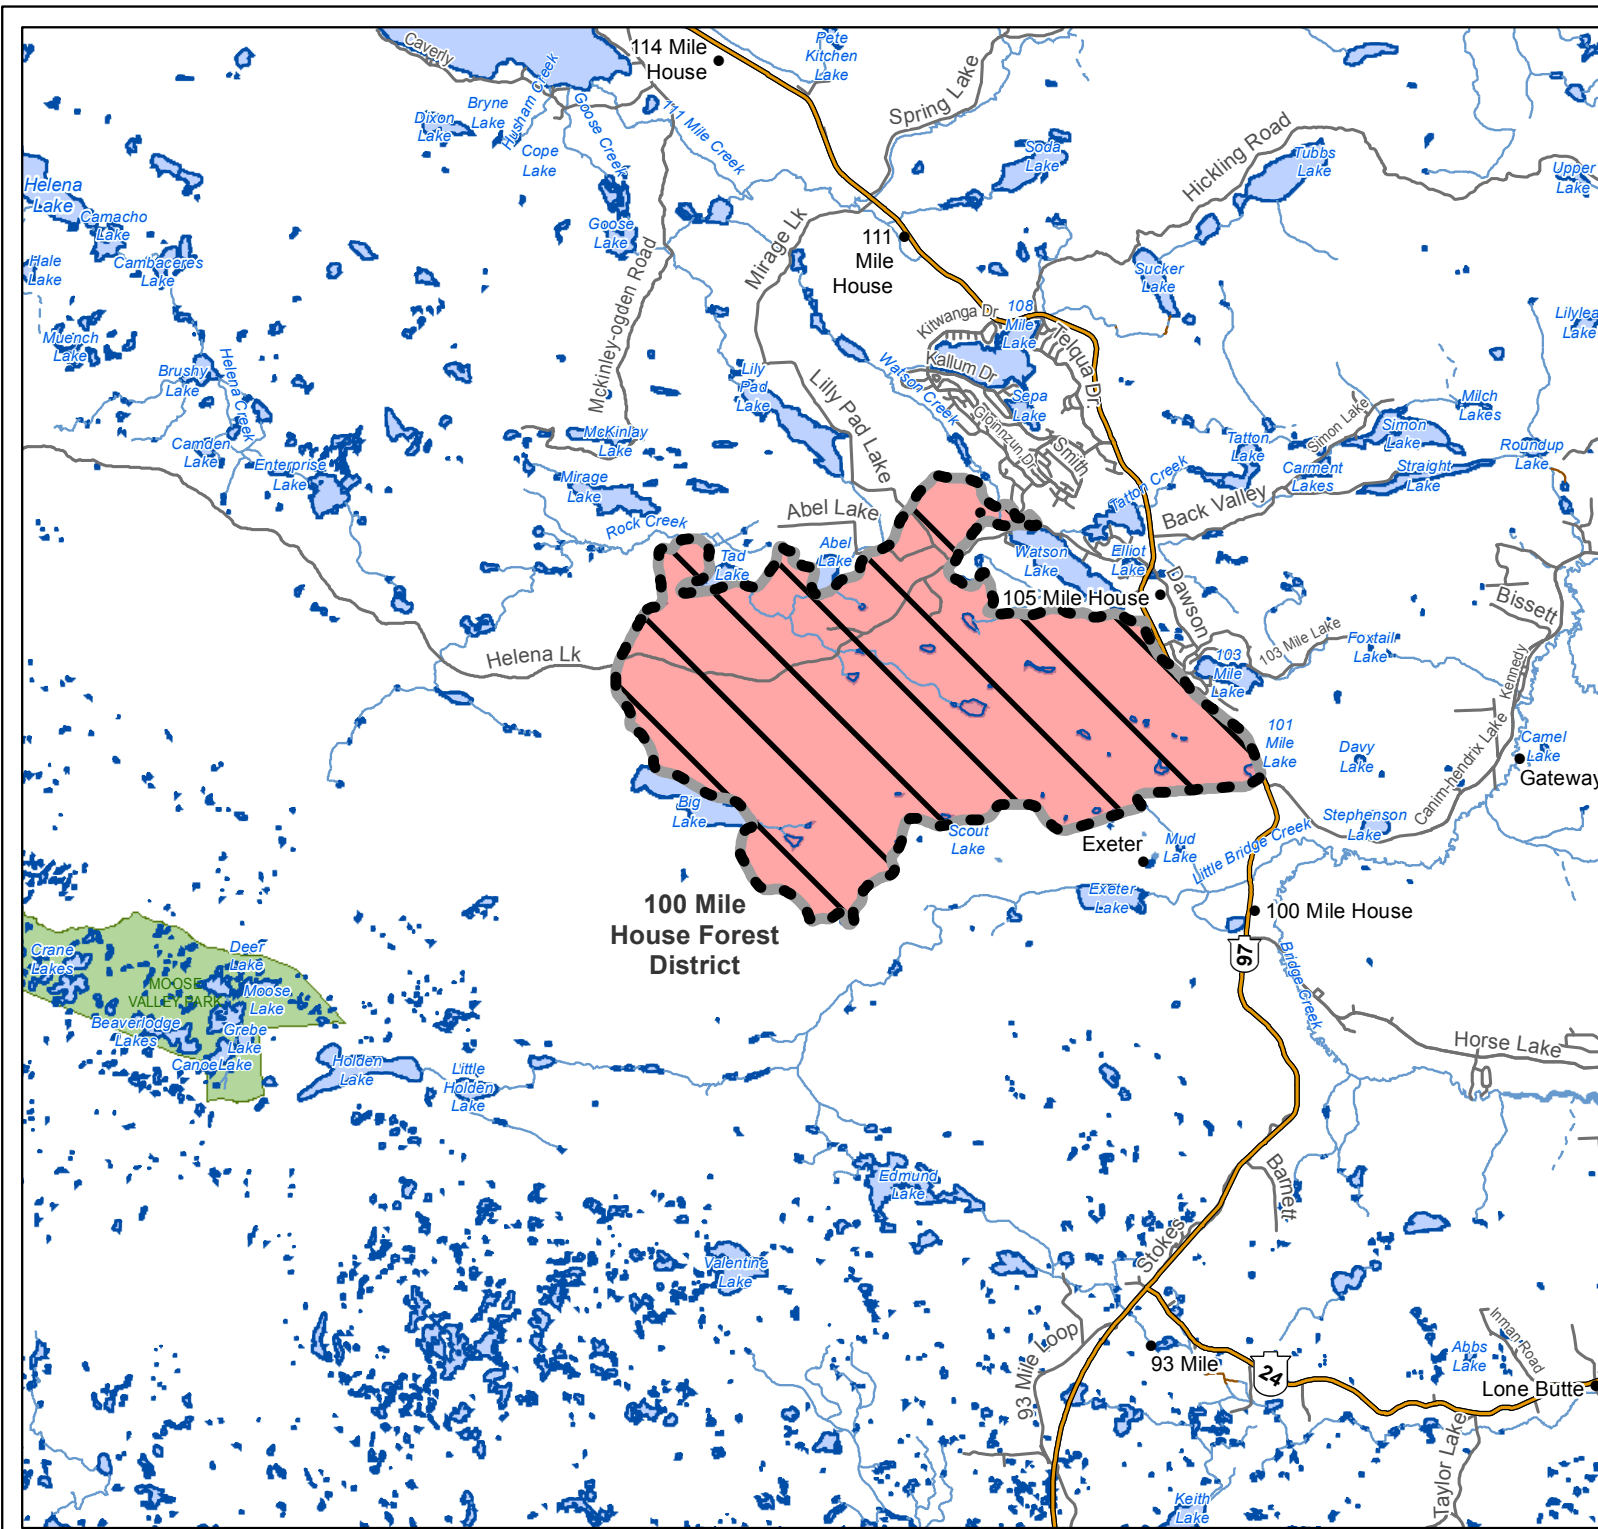 Caverly
114 Mile
House
Pete
Kitchen
Lake
Spring Lake
Hickling Road
Bryne
Lake
Dixon
Lake
Husham Creek
Goose Creek
111 Mile Creek
Cope
Lake
Soda
Lake
Tubbs
Lake
Upper
Lake
Helena
Lake
Camacho
Lake
Goose
Lake
Mirage Lk
111
Mile
House
Hale
Lake
Cambaceres
Lake
Mckinley-ogden Road
Sucker
Lake
Kitwanga Dr
108
Mile
Lake
Telqua Dr.
Lilylea
Lake
Muench
Lake
Brushy
Lake
Helena Creek
Lily
Pad
Lake
Lilly Pad Lake
Watson Creek
Kallum Dr
Sepa
Lake
Gloinnzun Dr
Smith
Simon Lake
Milch
Lakes
Simon
Lake
Camden
Lake
McKinlay
Lake
Tatton
Lake
Roundup
Lake
Enterprise
Lake
Mirage
Lake
Tatton Creek
Carment
Lakes
Straight
Lake
Back Valley
Rock Creek
Abel Lake
Tad
Lake
Abel
Lake
Watson
Lake
Elliot
Lake
105 Mile House
Dawson
Bissett
Helena Lk
103 Mile Lake
Foxtail
Lake
Kennedy
103
Mile
Lake
101
Mile
Lake
Davy
Lake
Camel
Lake
Gateway
Canim-hendrix Lake
Big
Lake
Scout
Lake
Exeter
Mud
Lake
Little Bridge Creek
Stephenson
Lake
Exeter
Lake
100 Mile House
100 Mile
House Forest
District
97
Bridge Creek
Crane
Lakes
Deer
Lake
MOOSE
VALLEY PARK
Moose
Lake
Beaverlodge
Lakes
Grebe
Lake
CanoeLake
Holden
Lake
Little
Holden
Lake
Horse Lake
Edmund
Lake
Barnett
Stokes
Valentine
Lake
93 Mile Loop
93 Mile
24
Inman Road
Abbs
Lake
Lone Butte
Taylor Lake
Keith
Lake